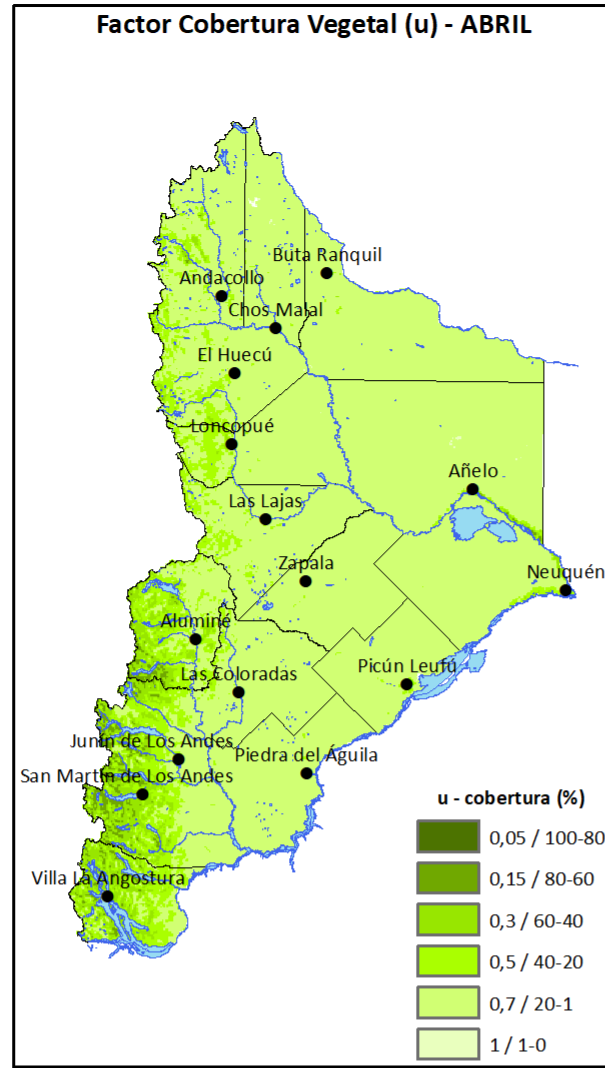 Factor Cobertura Vegetal (u) - ABRIL
Buta Ranquil
Andacollo
Chos Malal
El Huecú
Loncopué
Añelo
Las Lajas
Zapala
Neuquén
Aluminé
Las Coloradas
Picún Leufú
Junín de Los Andes
Piedra del Águila
San Martín de Los Andes
Villa La Angostura
u - cobertura (%)
0,05 / 100-80
0,15 / 80-60
0,3 / 60-40
0,5 / 40-20
0,7 / 20-1
1 / 1-0